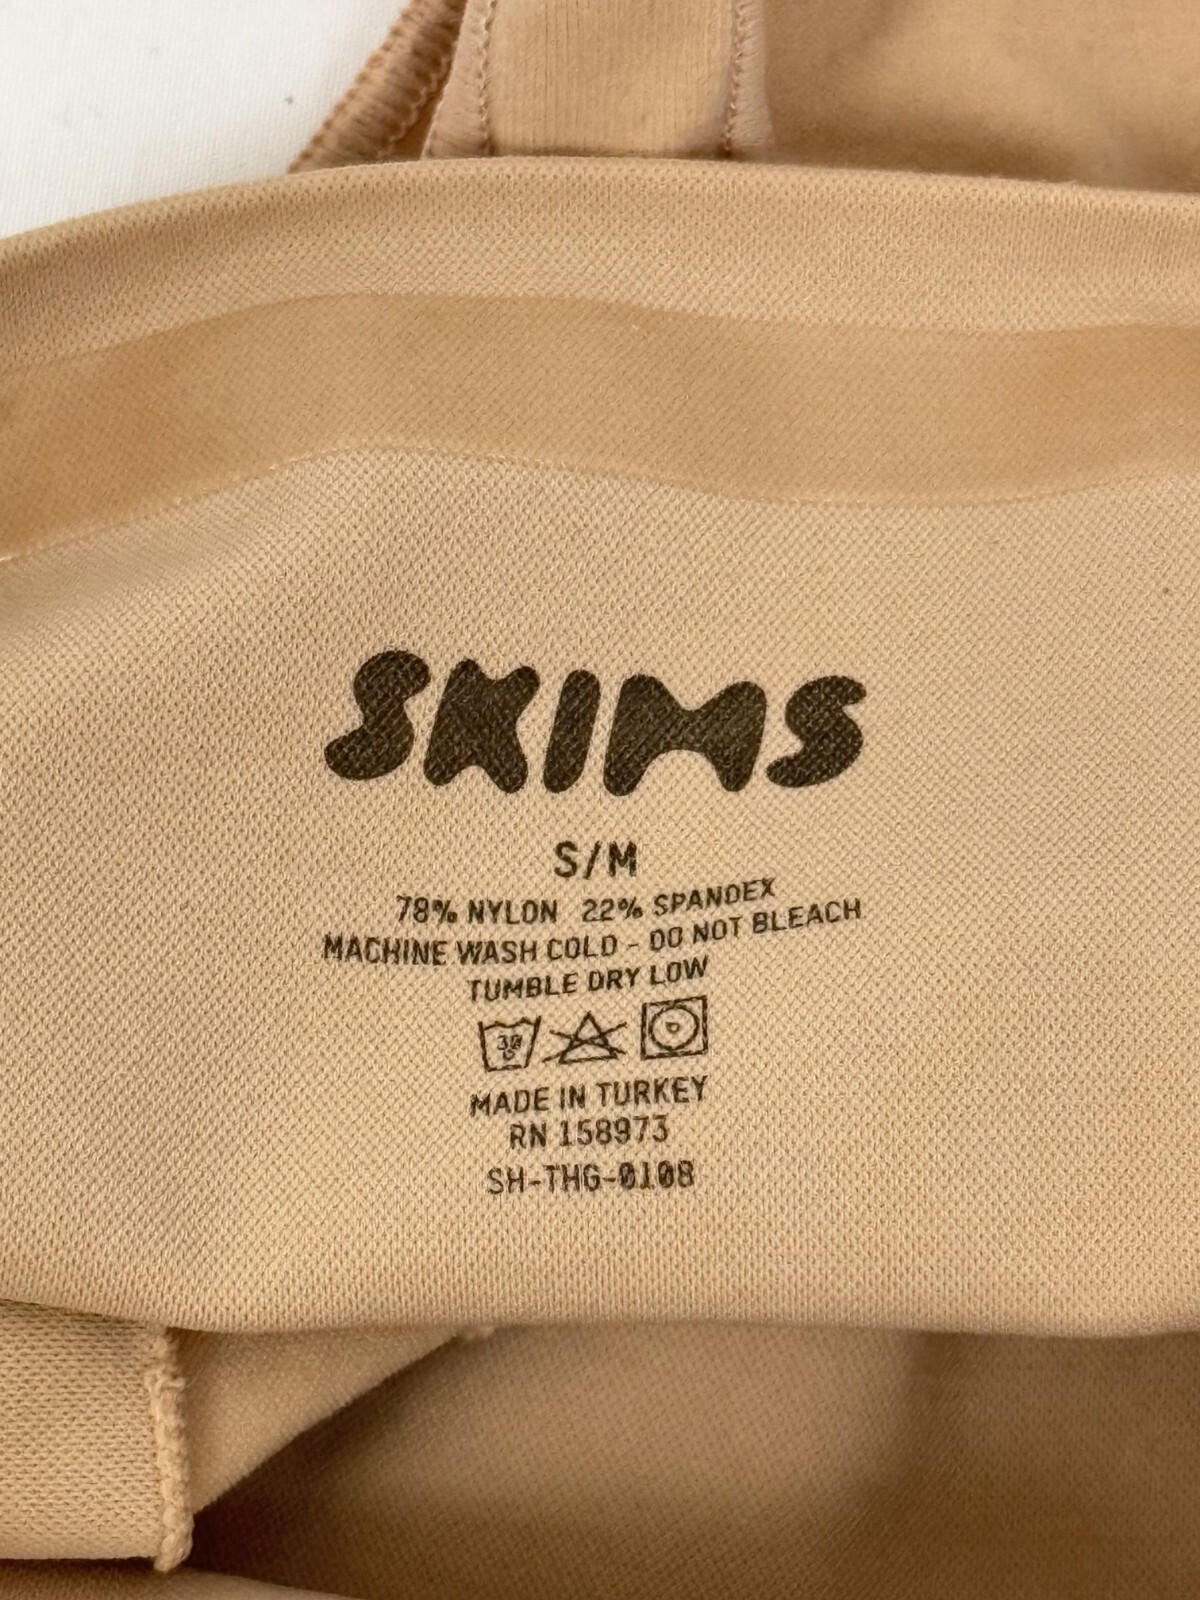 SKIMS
S/M
78% NYLON 22% SPANDEX
MACHINE WASH COLD - DO NOT BLEACH
TUMBLE DRY LOW
30
MADE IN TURKEY
RN 158973
SH-THG-0108